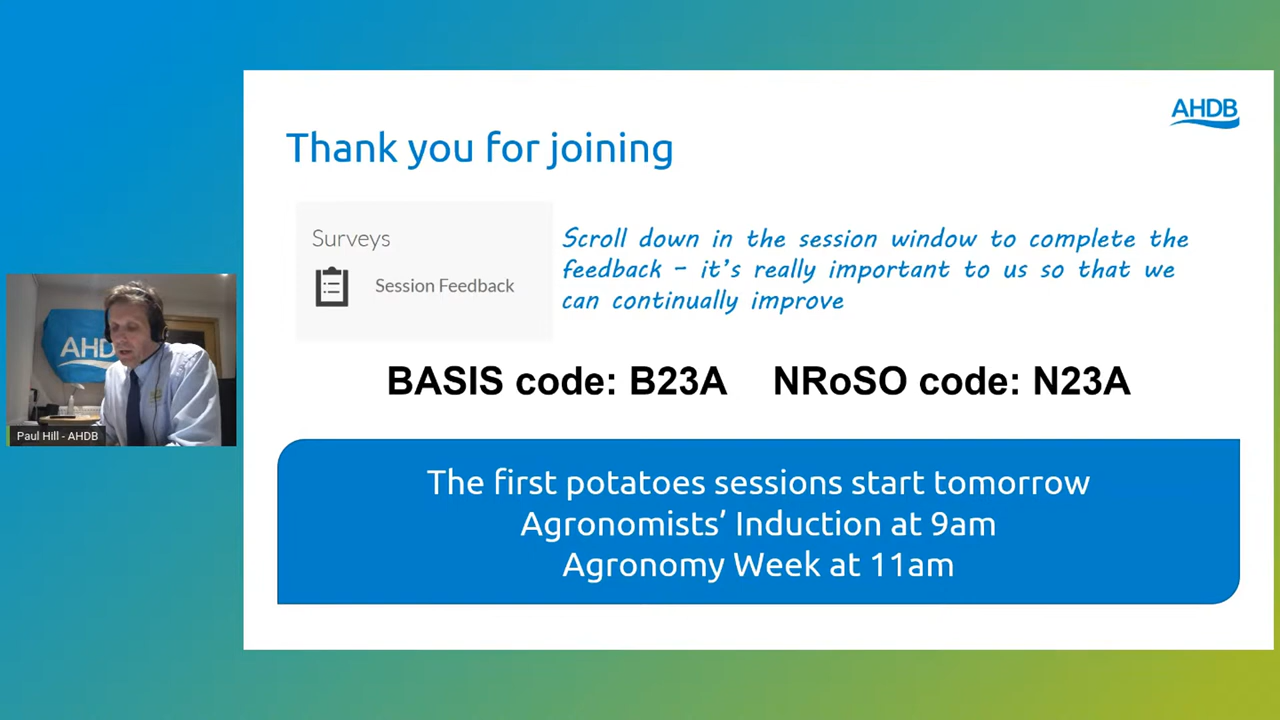 AHDB
Thank you for joining
Surveys
Session Feedback
Scroll down in the session window to complete the
feedback – it's really important to us so that we
can continually improve
AHD
Paul Hill - AHDB
BASIS code: B23A NRoSO code: N23A
The first potatoes sessions start tomorrow
Agronomists' Induction at 9am
Agronomy Week at 11am